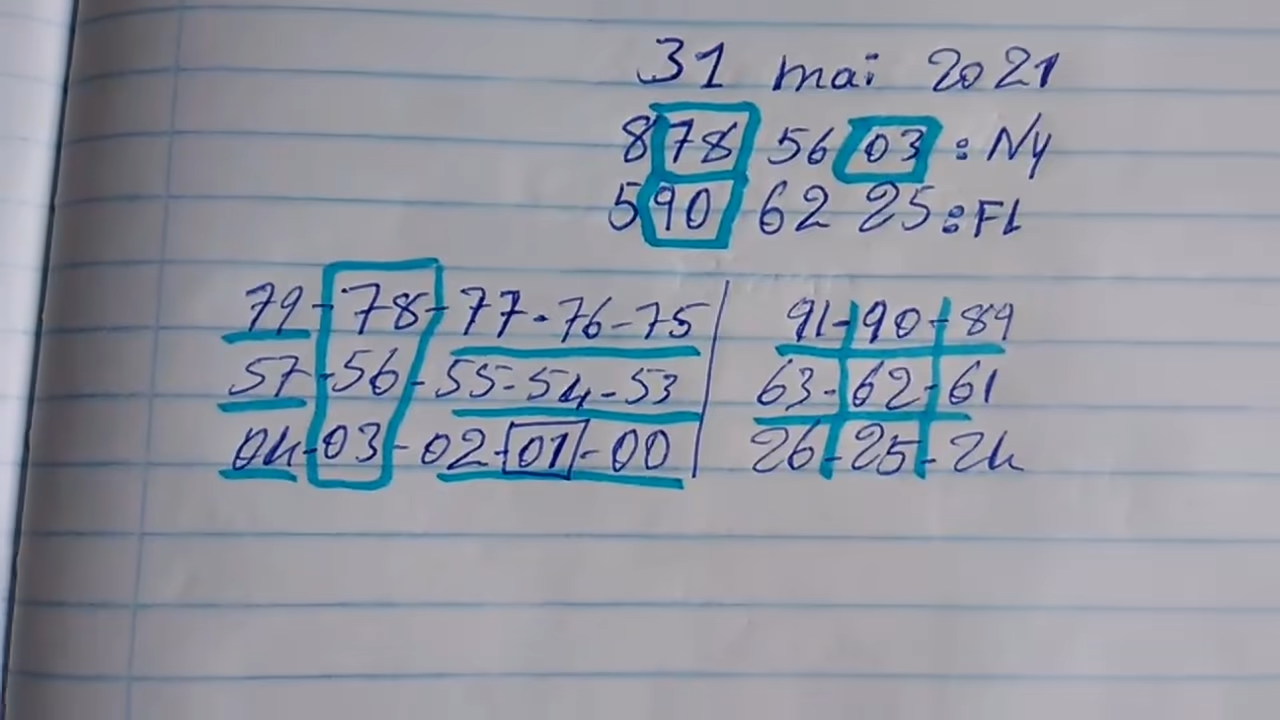 31 mai 2021
878 56 03 : Ny
590 62 25 : FL
79-78-77-76-75 | 91-90-89
57-56-55-54-53 | 63-62-61
04-03-02-01-00 | 26-25-24